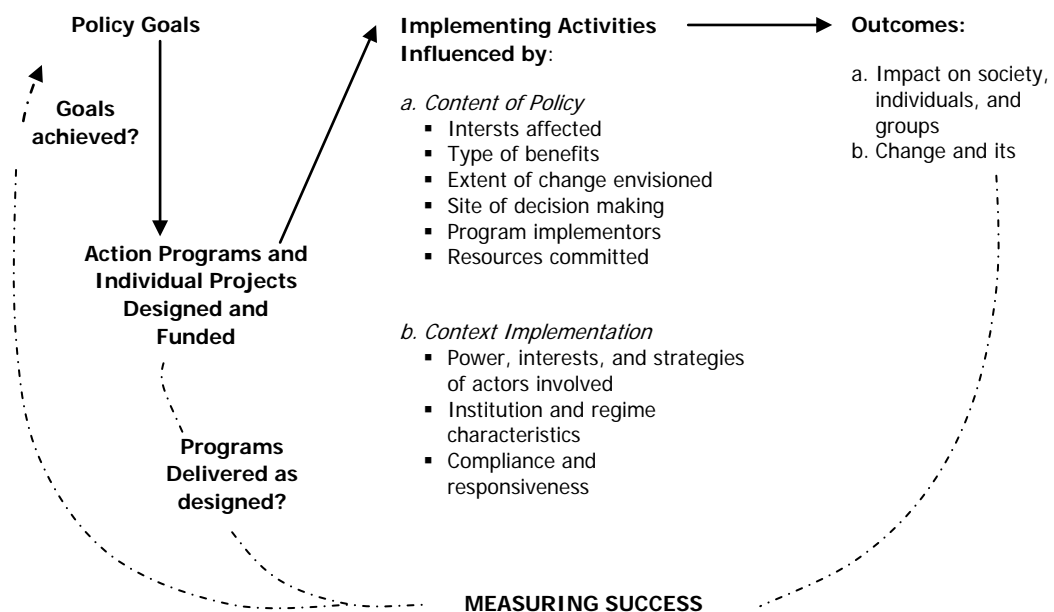 Policy Goals
Goals
achieved?
Action Programs and
Individual Projects
Designed and
Funded
Programs
Delivered as
designed?
Implementing Activities
Influenced by:
a. Content of Policy
▪ Intersts affected
▪ Type of benefits
▪ Extent of change envisioned
▪ Site of decision making
▪ Program implementors
▪ Resources committed
b. Context Implementation
▪ Power, interests, and strategies
of actors involved
▪ Institution and regime
characteristics
▪ Compliance and
responsiveness
Outcomes:
a. Impact on society,
individuals, and
groups
b. Change and its
MEASURING SUCCESS